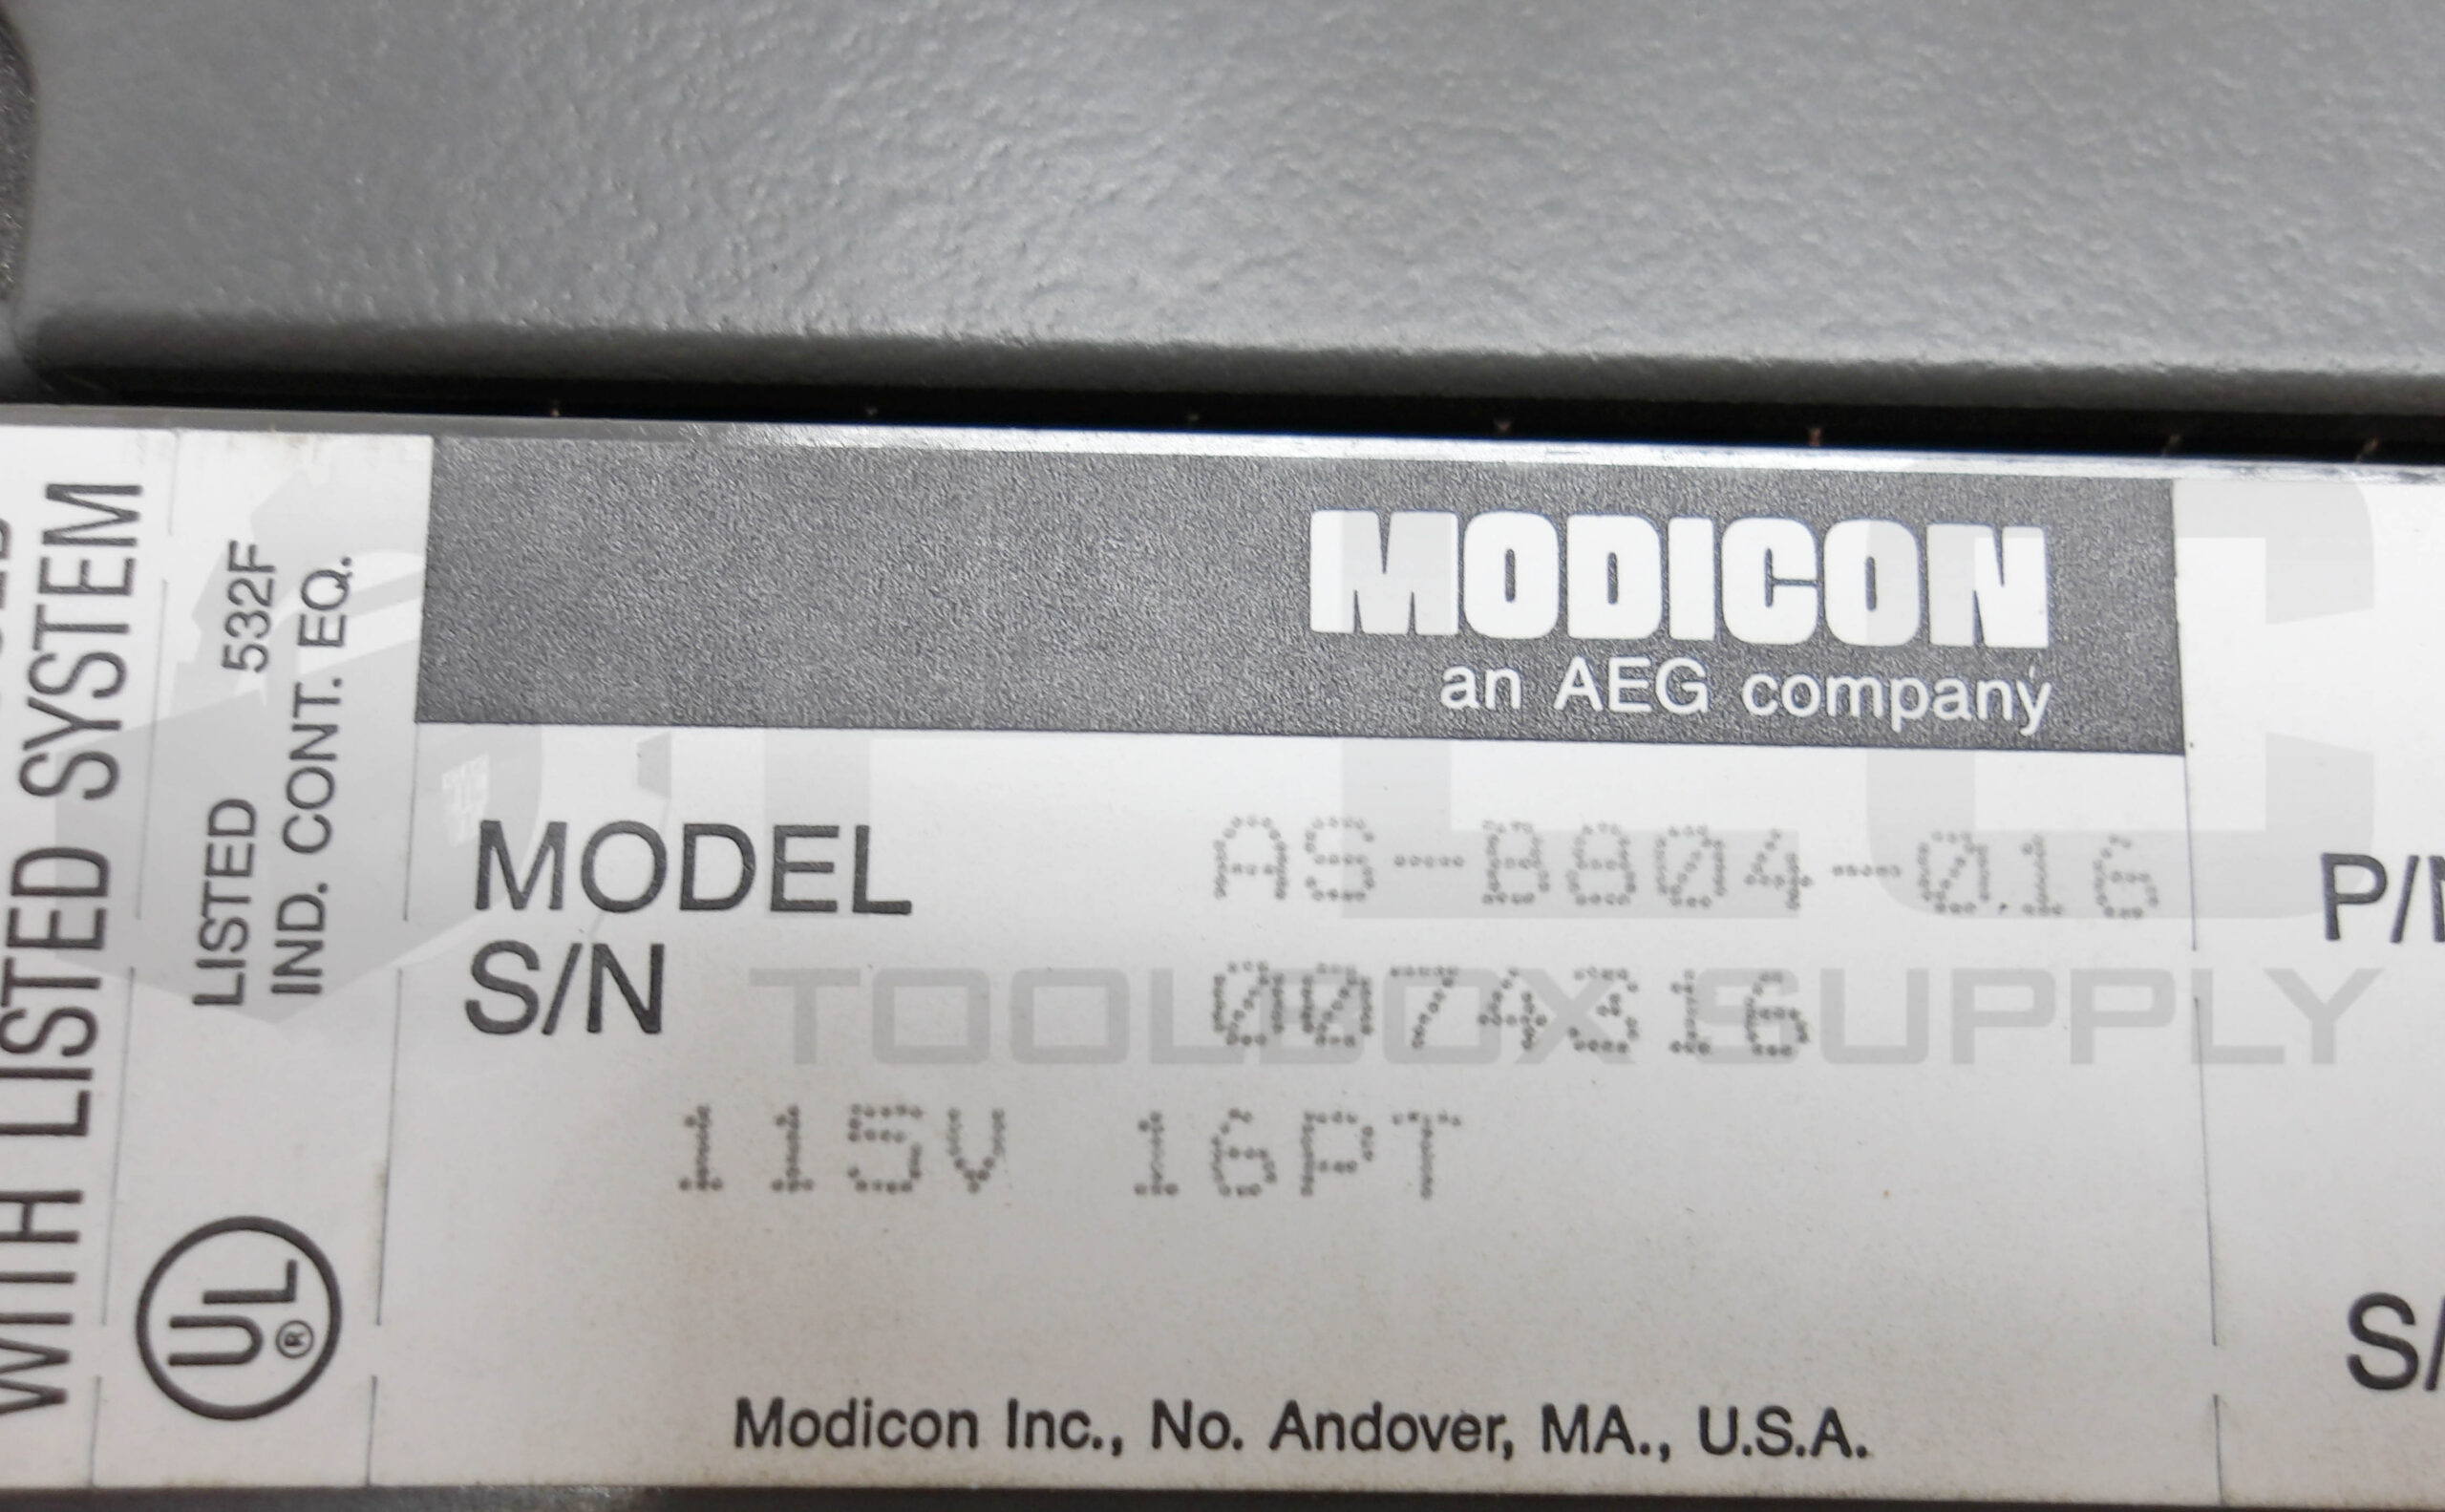 WITH LISTED SYSTEM
LISTED 532F
IND. CONT. EQ.
UL
®
MODICON
an AEG company
MODEL AS-B804-016
S/N
115V 16PT
Modicon Inc., No. Andover, MA., U.S.A.
P/N
S/
PLC
TOOLBOX SUPPLY